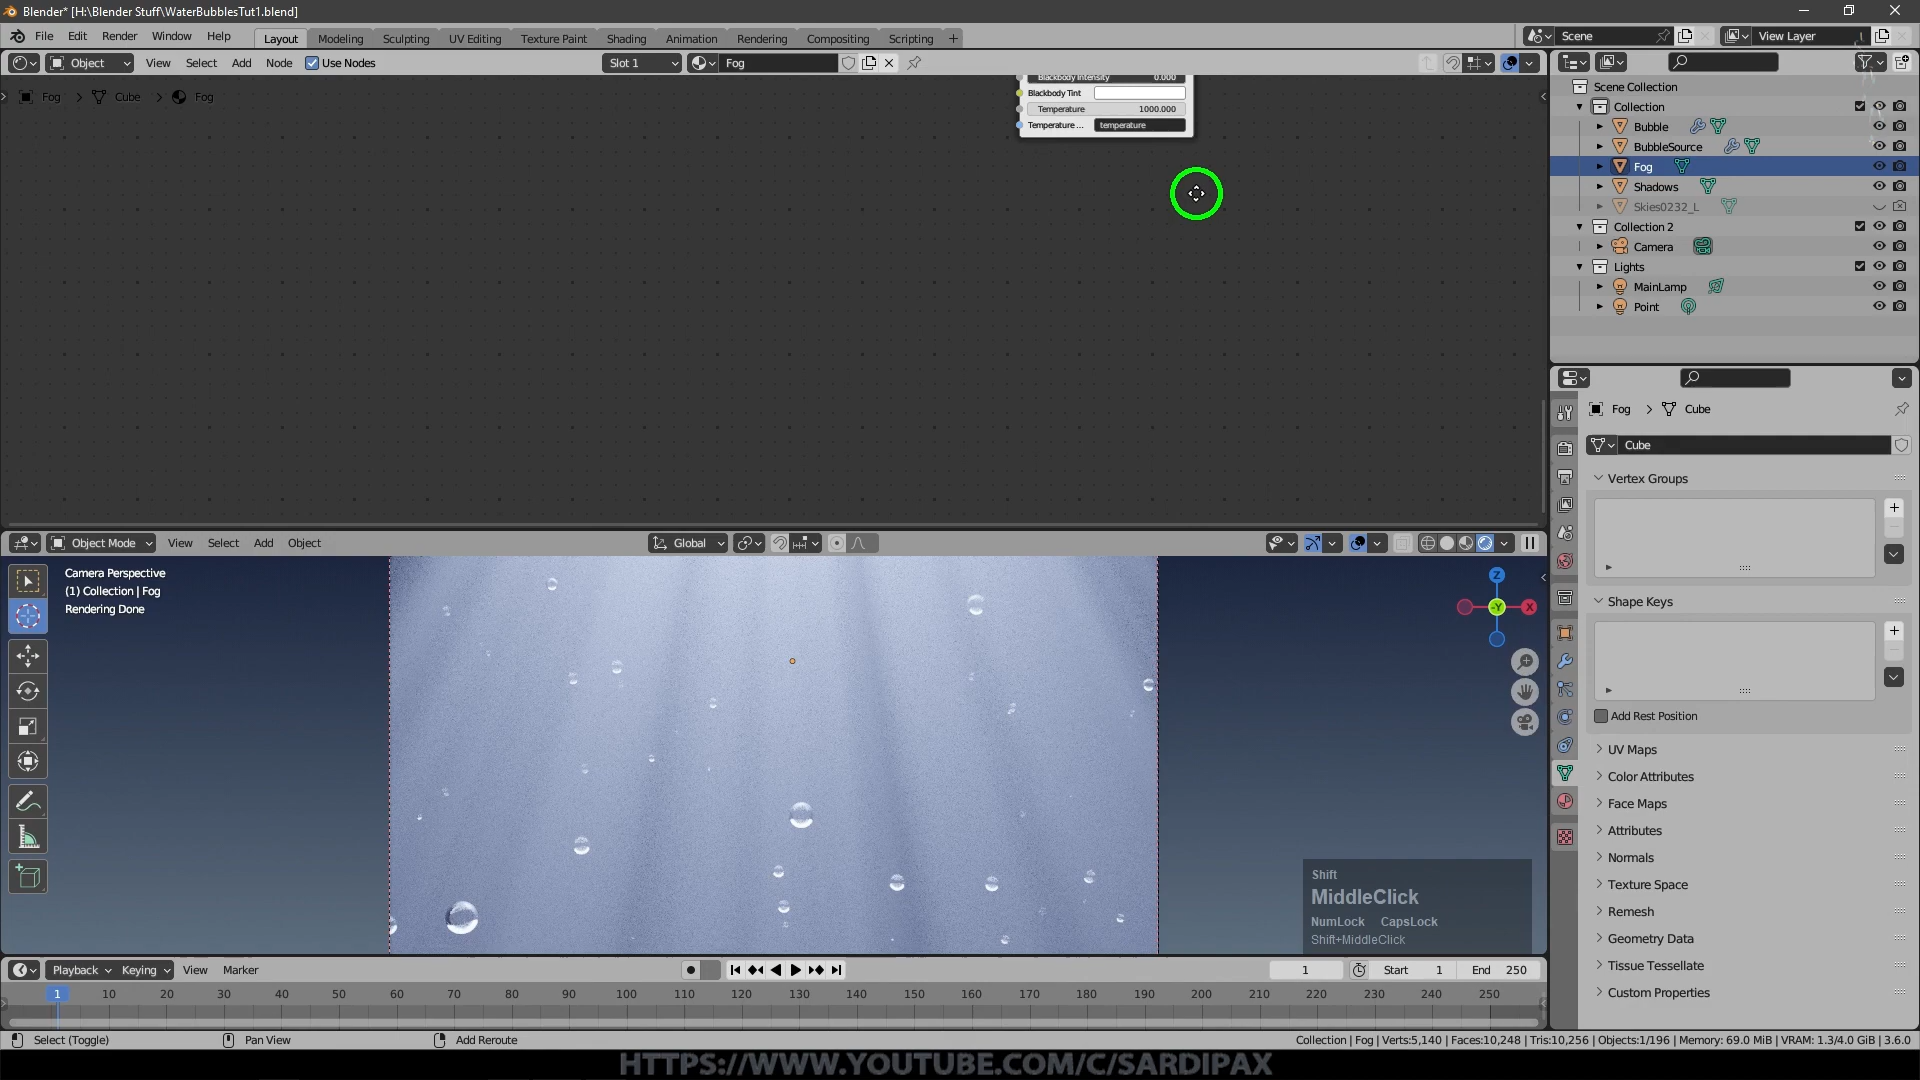 Blender* [H:\Blender Stuff\WaterBubblesTut1.blend]
File Edit Render Window Help Layout Modeling Sculpting UV Editing Texture Paint Shading Animation Rendering Compositing Scripting Scene View Layer
Object View Select Add Node Use Nodes Slot 1 Fog
Fog Cube Fog
Blackbody Intensity 0.000
Blackbody Tint
Temperature 1000.000
Temperature ... temperature
Scene Collection
Collection
Bubble
BubbleSource
Fog
Shadows
Skies0232_L
Collection 2
Camera
Lights
MainLamp
Point
Fog Cube
Cube
Vertex Groups
Shape Keys
Add Rest Position
UV Maps
Color Attributes
Face Maps
Attributes
Normals
Texture Space
Remesh
Geometry Data
Tissue Tessellate
Custom Properties
Object Mode View Select Add Object Global
Camera Perspective
(1) Collection | Fog
Rendering Done
Z
-Y
X
Shift
MiddleClick
NumLock CapsLock
Shift+MiddleClick
Playback Keying View Marker 1 Start 1 End 250
1 10 20 30 40 50 60 70 80 90 100 110 120 130 140 150 160 170 180 190 200 210 220 230 240 250
Select (Toggle) Pan View Add Reroute Collection | Fog | Verts:5,140 | Faces:10,248 | Tris:10,256 | Objects:1/196 | Memory: 69.0 MiB | VRAM: 1.3/4.0 GiB | 3.6.0
HTTPS://WWW.YOUTUBE.COM/C/SARDIPAX